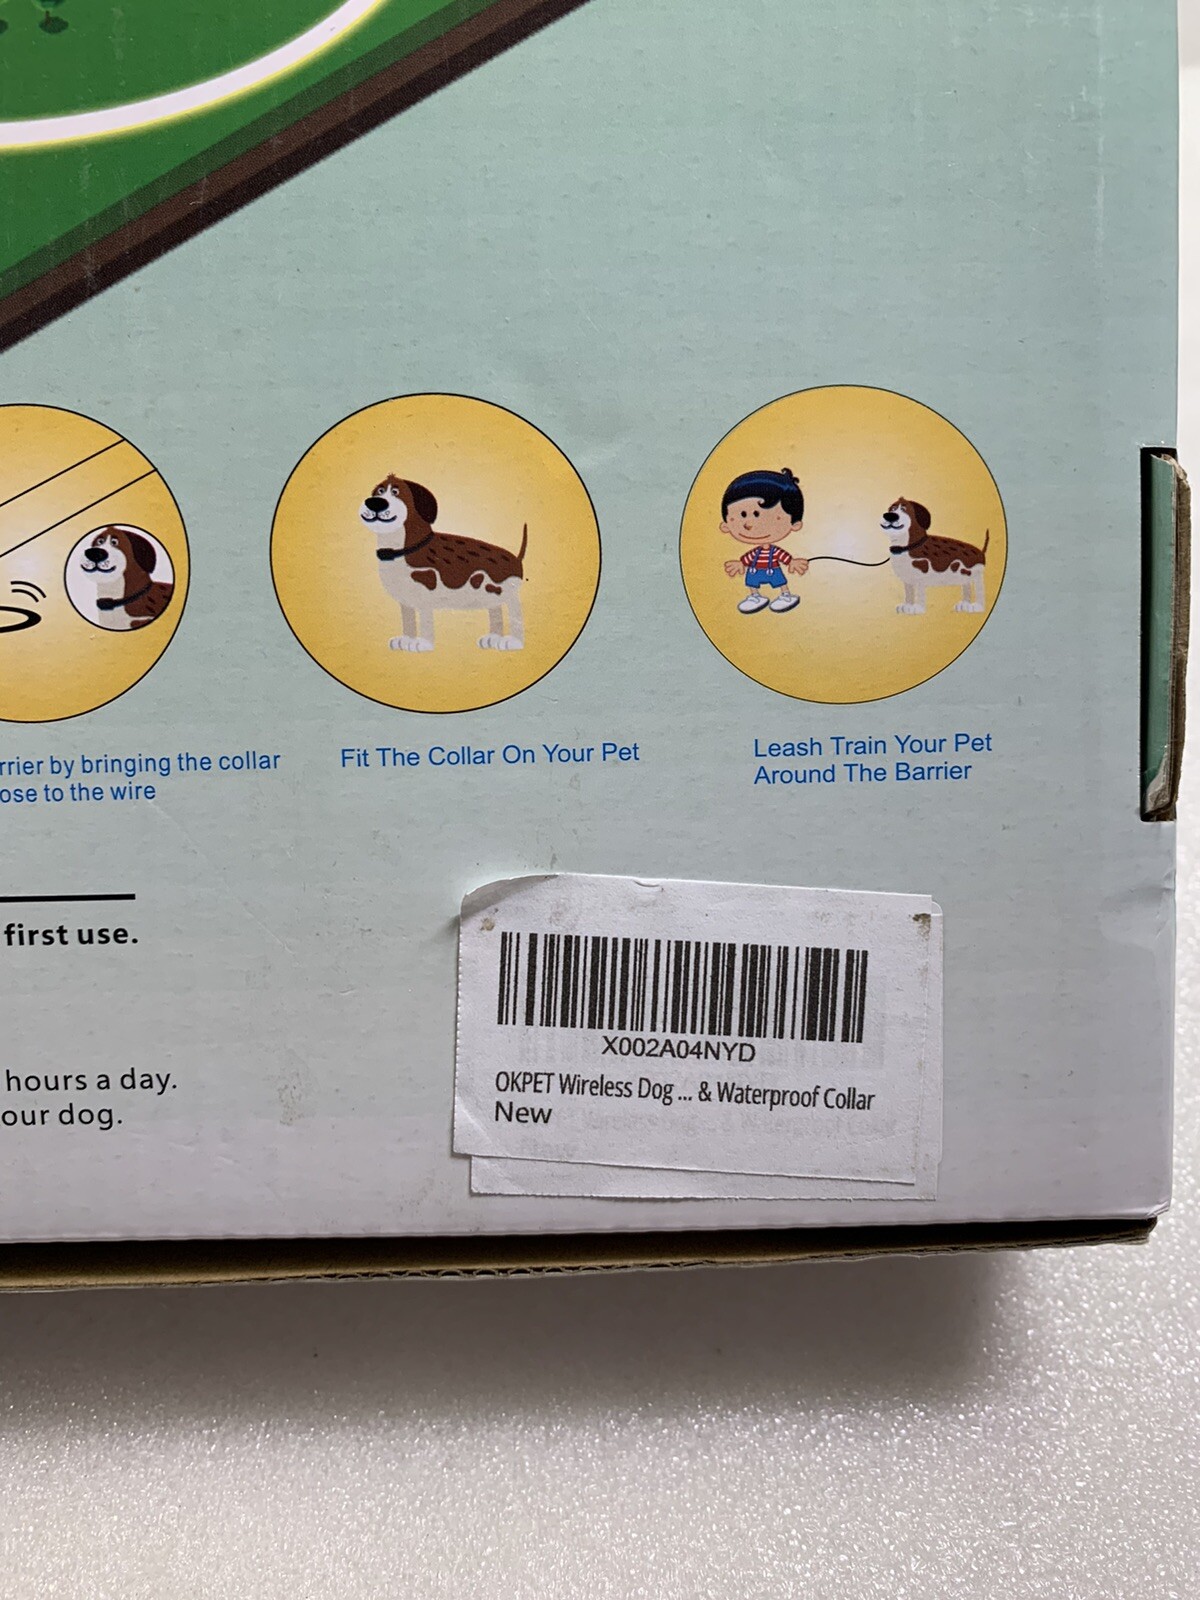 rrier by bringing the collar
ose to the wire
Fit The Collar On Your Pet
Leash Train Your Pet
Around The Barrier
first use.
hours a day.
our dog.
X002A04NYD
OKPET Wireless Dog ... & Waterproof Collar
New